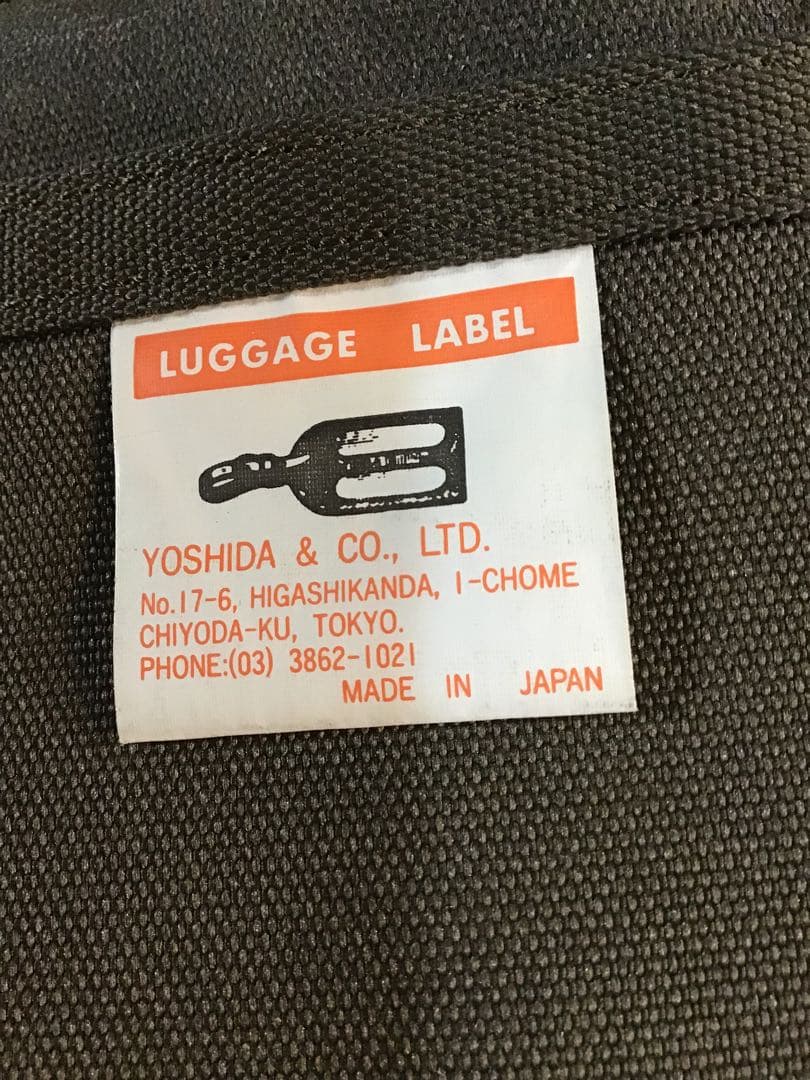 LUGGAGE LABEL
YOSHIDA & CO., LTD.
No.17-6, HIGASHIKANDA, 1-CHOME
CHIYODA-KU, TOKYO.
PHONE:(03) 3862-1021
MADE IN JAPAN